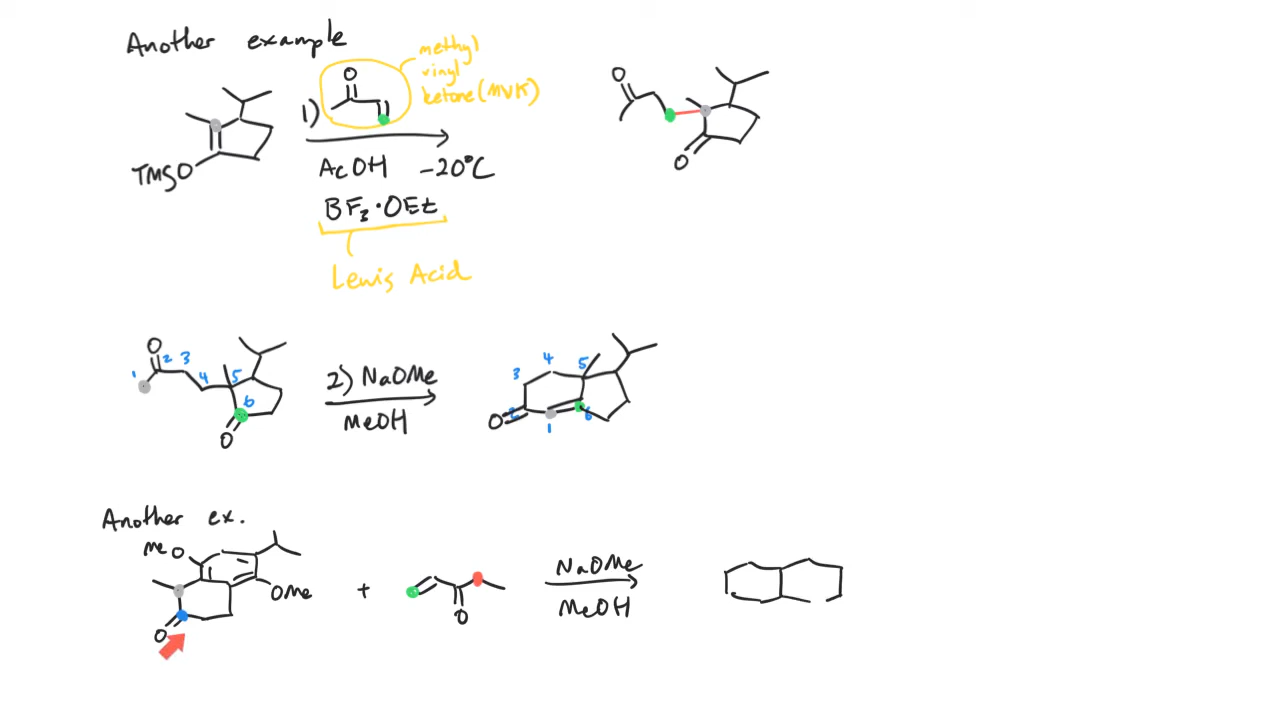 Another example
methyl
vinyl
ketone (MVK)
O
1)
TMSO
AcOH -20°C
BF3·OEt
Lewis Acid
O
O
O
1 2 3 4 5 6
O
2) NaOMe
MeOH
4 5
3
O 2 1 6
Another ex.
MeO
OMe
O
+
O
NaOMe
MeOH